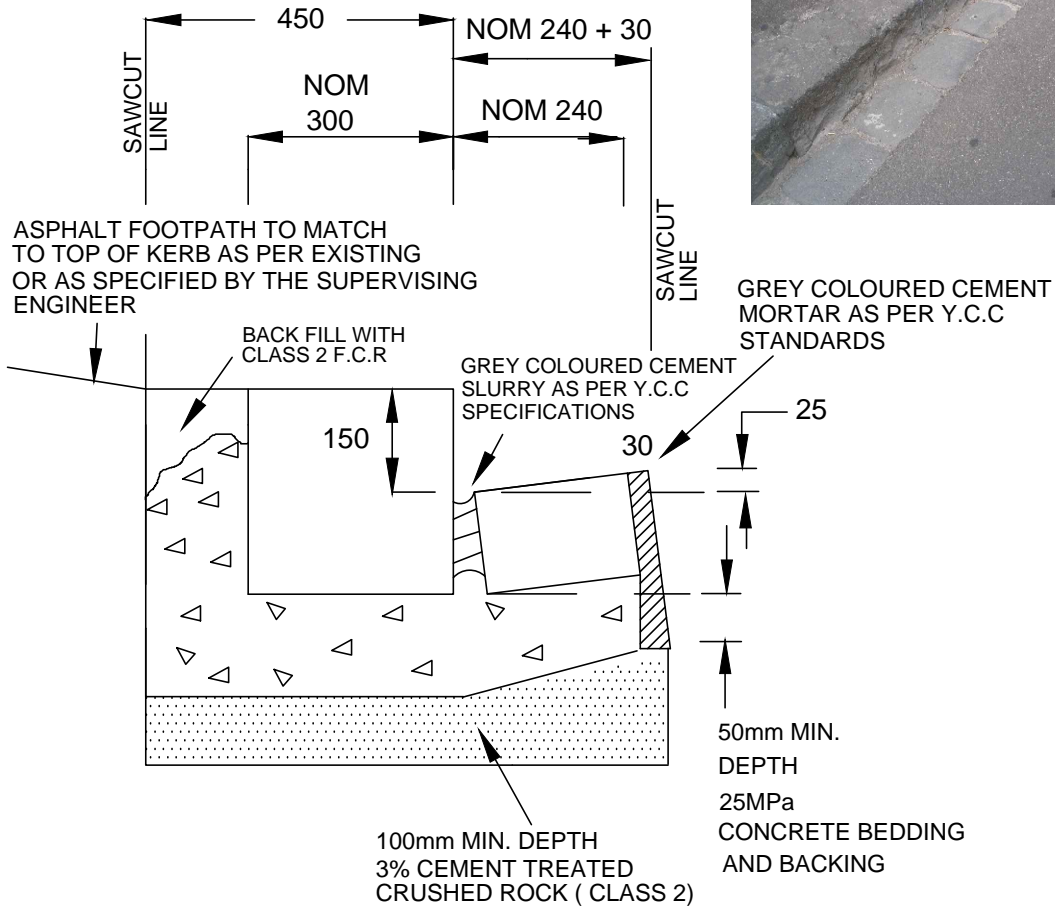 450
NOM 240 + 30
SAWCUT
LINE
NOM
300
NOM 240
ASPHALT FOOTPATH TO MATCH
TO TOP OF KERB AS PER EXISTING
OR AS SPECIFIED BY THE SUPERVISING
ENGINEER
SAWCUT
LINE
BACK FILL WITH
CLASS 2 F.C.R
GREY COLOURED CEMENT
SLURRY AS PER Y.C.C
SPECIFICATIONS
GREY COLOURED CEMENT
MORTAR AS PER Y.C.C
STANDARDS
150
30
25
50mm MIN.
DEPTH
25MPa
CONCRETE BEDDING
AND BACKING
100mm MIN. DEPTH
3% CEMENT TREATED
CRUSHED ROCK ( CLASS 2)